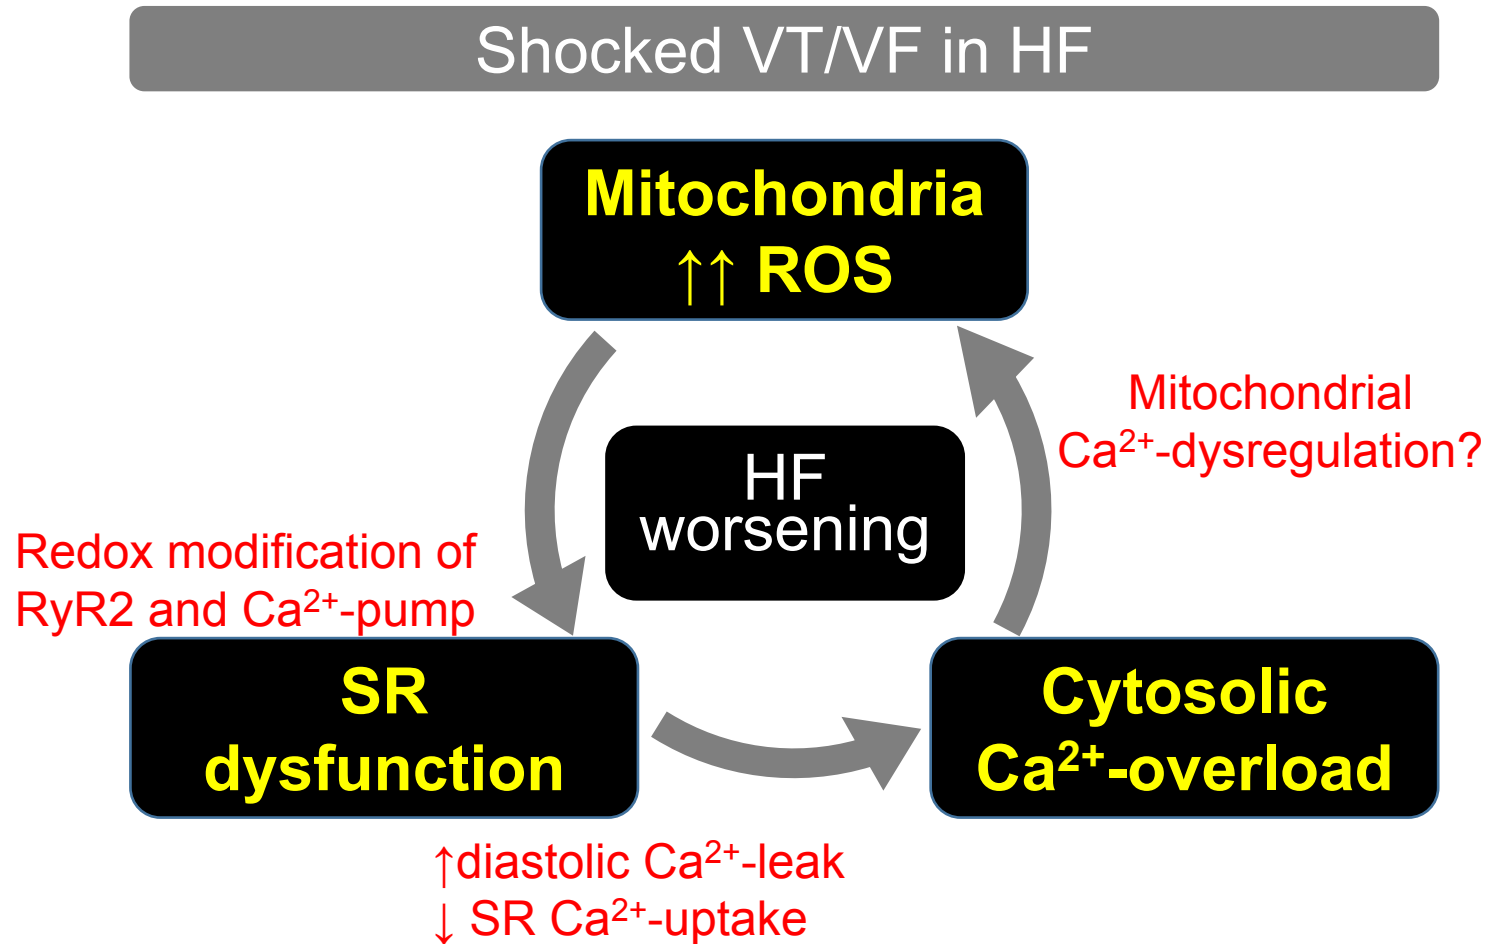 Shocked VT/VF in HF
Mitochondria
↑↑ ROS
Mitochondrial
Ca²⁺-dysregulation?
HF
worsening
Redox modification of
RyR2 and Ca²⁺-pump
SR
dysfunction
Cytosolic
Ca²⁺-overload
↑diastolic Ca²⁺-leak
↓ SR Ca²⁺-uptake